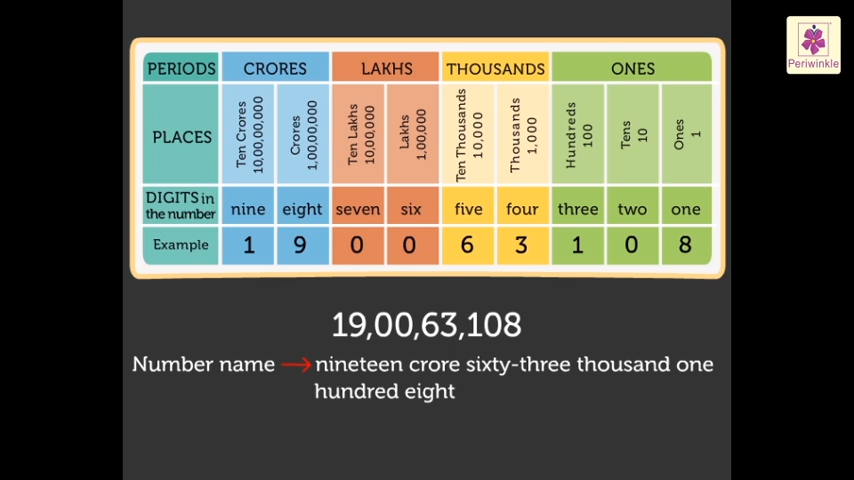 Periwinkle
PERIODS CRORES LAKHS THOUSANDS ONES
PLACES
Ten Crores 10,00,00,000
Crores 1,00,00,000
Ten Lakhs 10,00,000
Lakhs 1,00,000
Ten Thousands 10,000
Thousands 1,000
Hundreds 100
Tens 10
Ones 1
DIGITS in
the number nine eight seven six five four three two one
Example 1 9 0 0 6 3 1 0 8
19,00,63,108
Number name → nineteen crore sixty-three thousand one
hundred eight